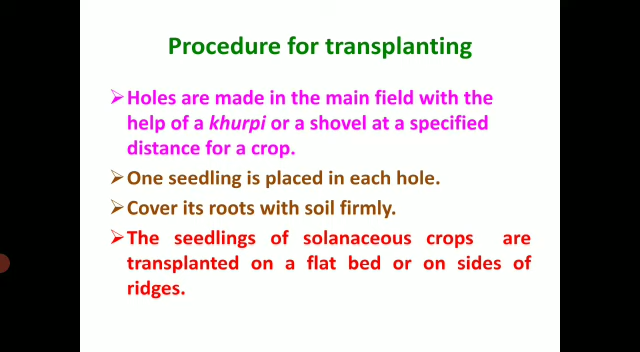 Procedure for transplanting
➢Holes are made in the main field with the
help of a khurpi or a shovel at a specified
distance for a crop.
➢One seedling is placed in each hole.
➢Cover its roots with soil firmly.
➢The seedlings of solanaceous crops are
transplanted on a flat bed or on sides of
ridges.